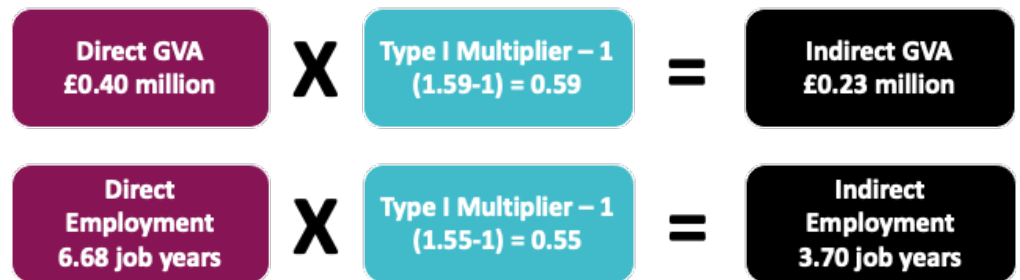 Direct GVA
£0.40 million
X
Type I Multiplier – 1
(1.59-1) = 0.59
=
Indirect GVA
£0.23 million
Direct
Employment
6.68 job years
X
Type I Multiplier – 1
(1.55-1) = 0.55
=
Indirect
Employment
3.70 job years